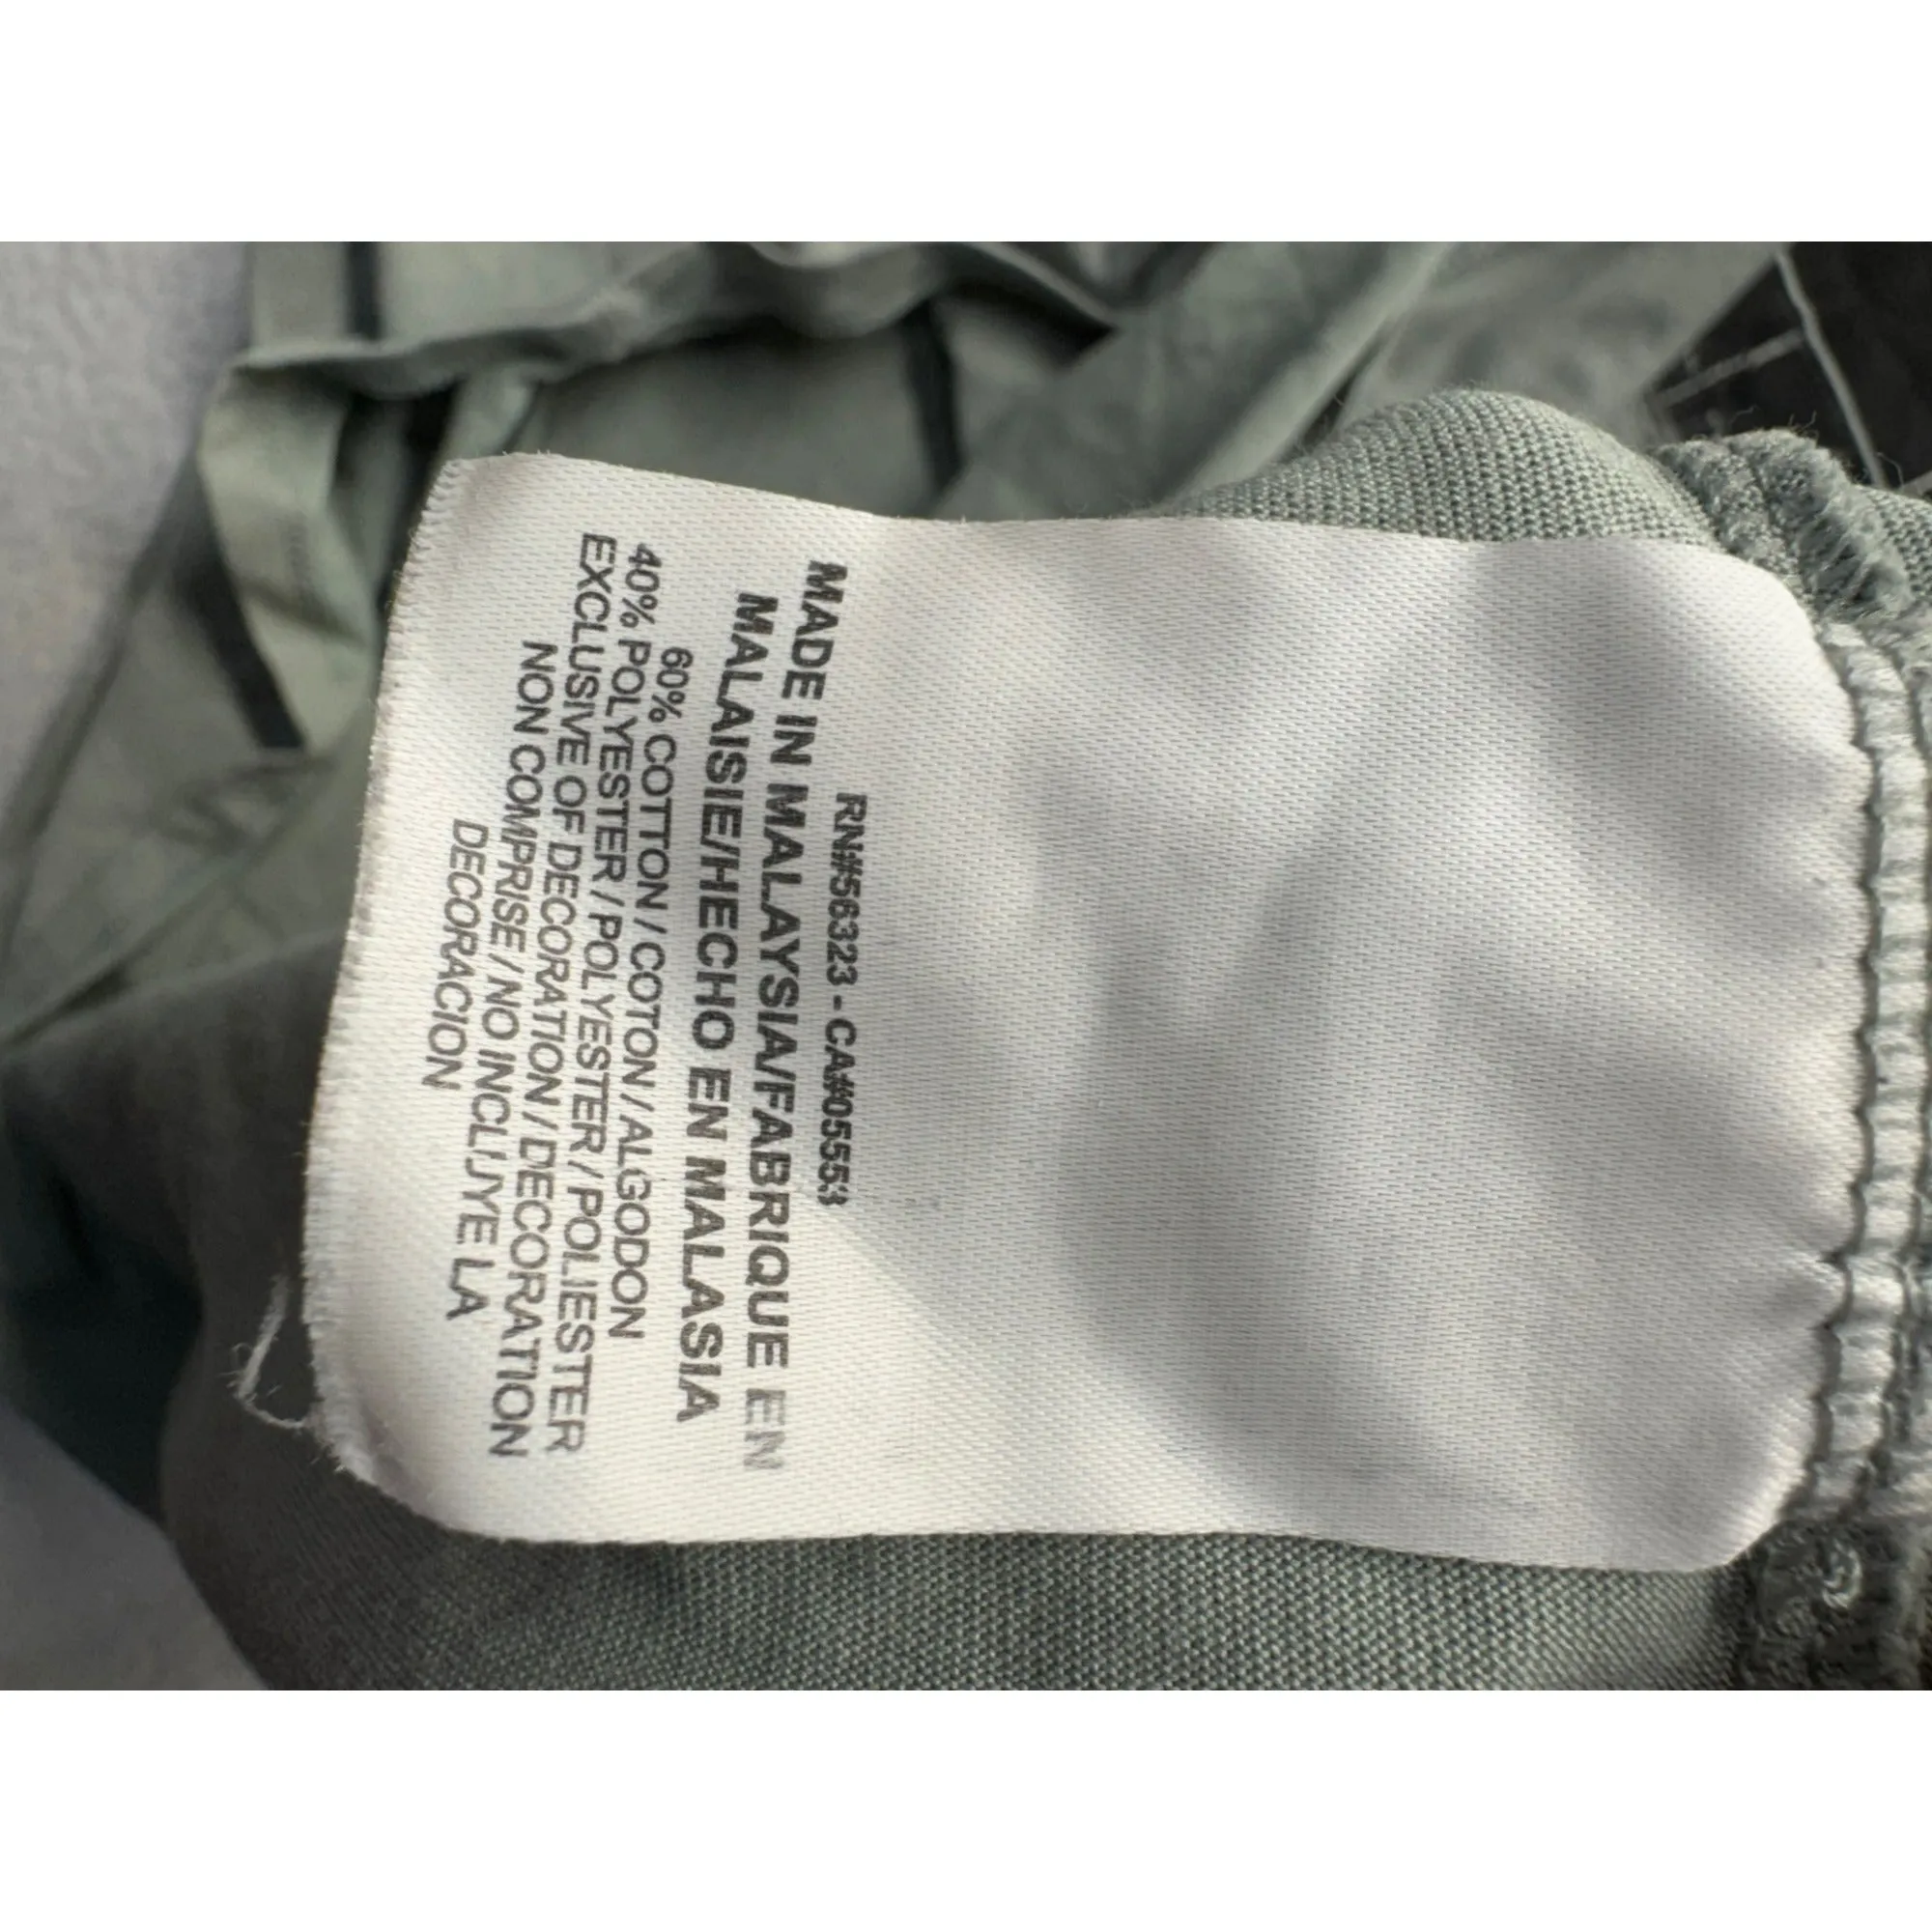 RN#56323 - CA#05553
MADE IN MALAYSIA/FABRIQUE EN
MALAISIE/HECHO EN MALASIA
60% COTTON / COTON / ALGODON
40% POLYESTER / POLYESTER / POLIESTER
EXCLUSIVE OF DECORATION / DECORATION
NON COMPRISE / NO INCLUYE LA
DECORACION